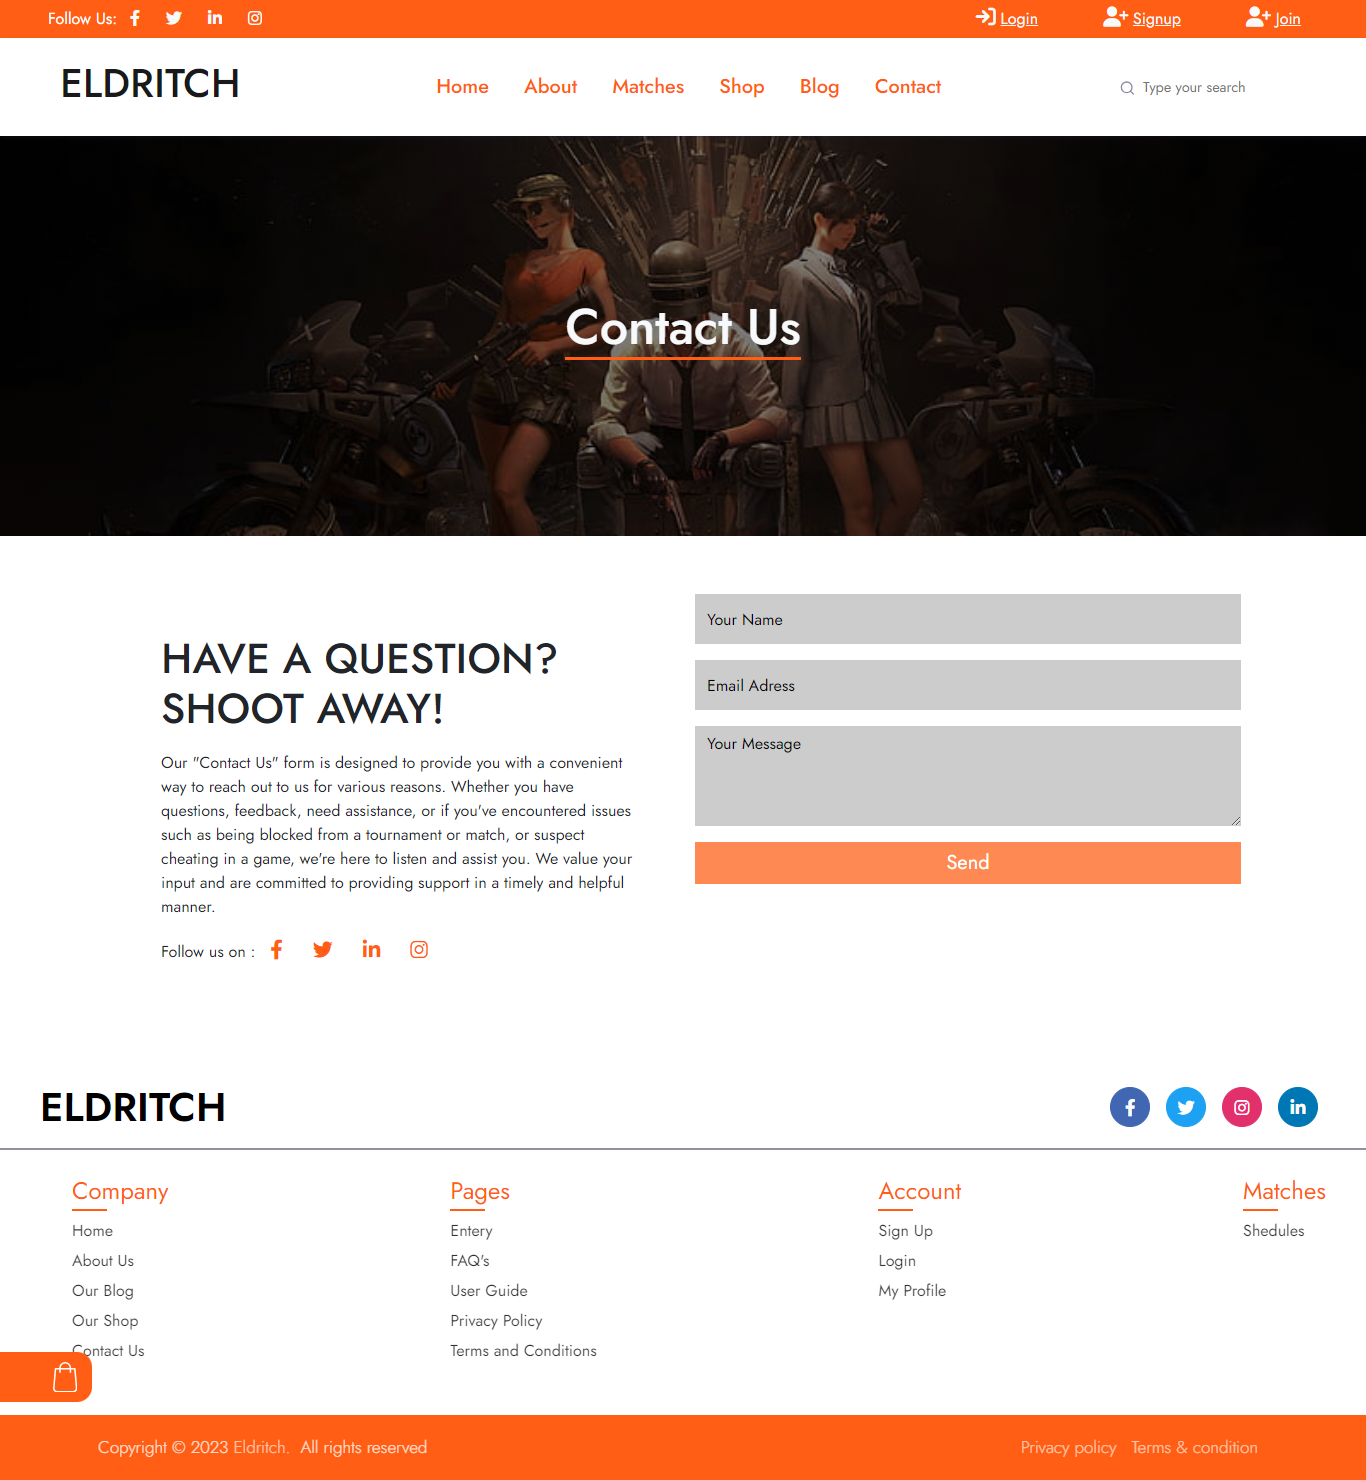 Follow Us:
Login Signup Join
ELDRITCH
Home About Matches Shop Blog Contact
Type your search
Contact Us
HAVE A QUESTION?
SHOOT AWAY!
Our "Contact Us" form is designed to provide you with a convenient
way to reach out to us for various reasons. Whether you have
questions, feedback, need assistance, or if you've encountered issues
such as being blocked from a tournament or match, or suspect
cheating in a game, we're here to listen and assist you. We value your
input and are committed to providing support in a timely and helpful
manner.
Follow us on :
Your Name
Email Adress
Your Message
Send
ELDRITCH
Company
Home
About Us
Our Blog
Our Shop
Contact Us
Pages
Entery
FAQ's
User Guide
Privacy Policy
Terms and Conditions
Account
Sign Up
Login
My Profile
Matches
Shedules
Copyright © 2023 Eldritch. All rights reserved
Privacy policy Terms & condition